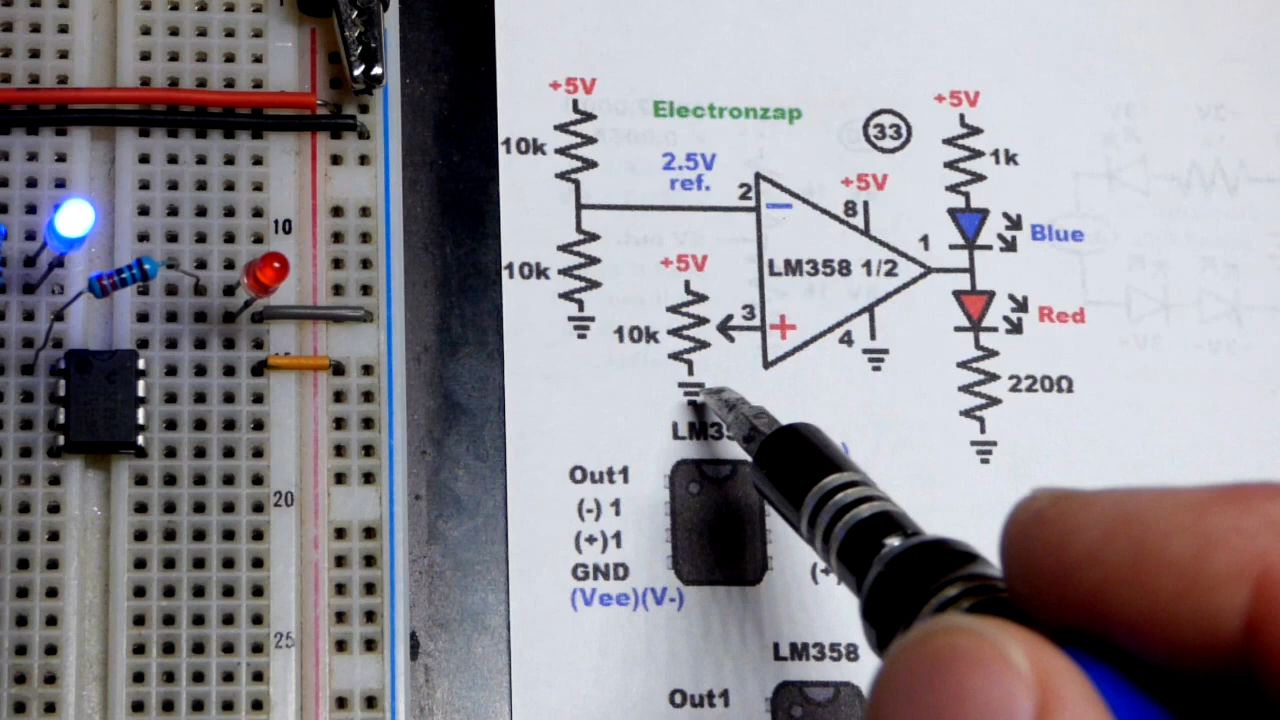 +5V
Electronzap
33
+5V
10k
2.5V
ref.
1k
+5V
2
8
1
Blue
10k
+5V
LM358 1/2
10k
3
4
Red
220Ω
Out1
(-) 1
(+)1
GND
(Vee)(V-)
LM358
Out1
10
20
25